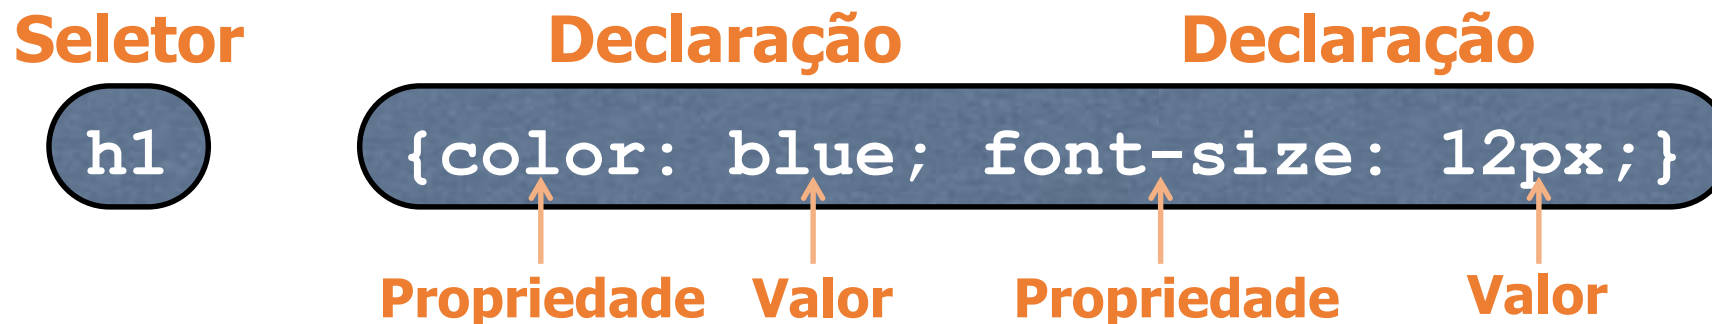 Seletor Declaração Declaração
h1 {color: blue; font-size: 12px;}
Propriedade Valor Propriedade Valor